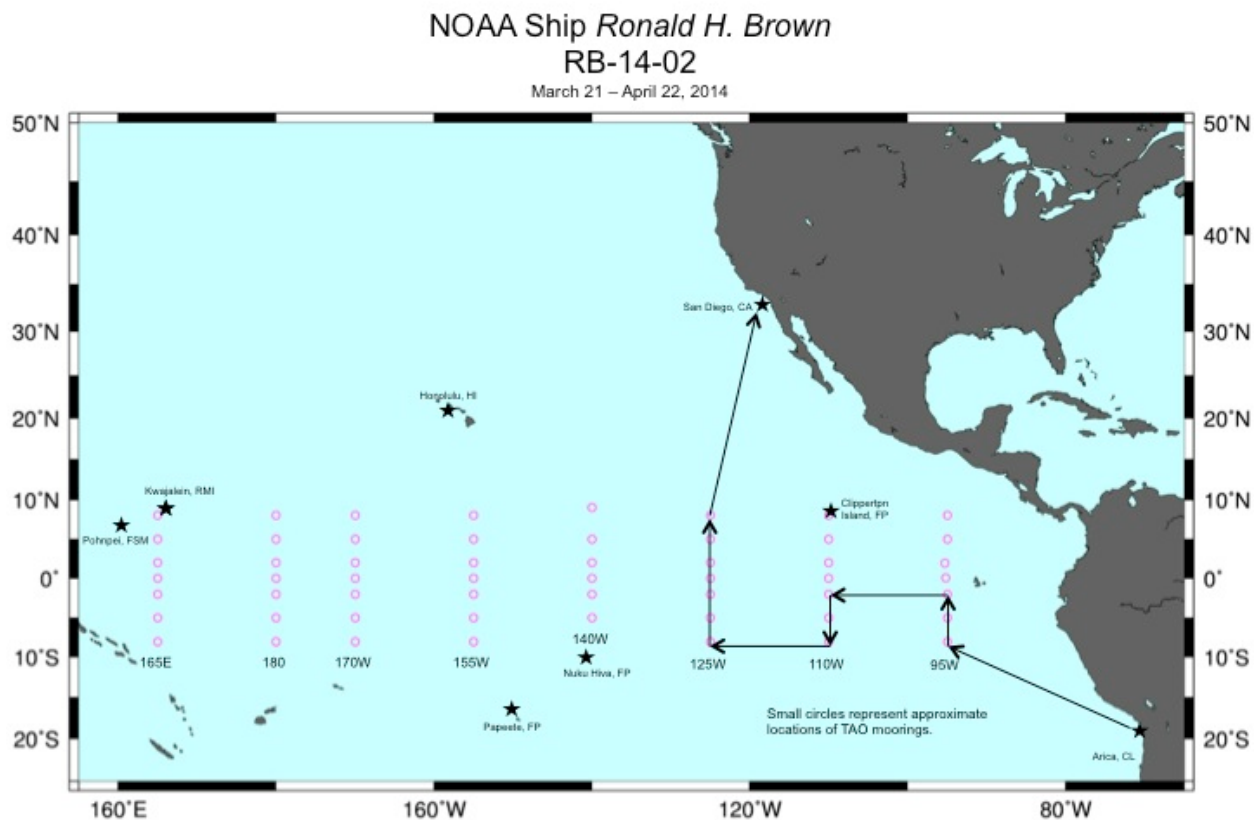 NOAA Ship Ronald H. Brown
RB-14-02
March 21 – April 22, 2014
50˚N 50˚N
40˚N 40˚N
San Diego, CA
30˚N 30˚N
Honolulu, HI
20˚N 20˚N
Kwajalein, RMI
10˚N 10˚N
Clippertpn
Island, FP
Pohnpei, FSM
0˚ 0˚
140W
10˚S 165E 180 170W 155W 125W 110W 95W 10˚S
Nuku Hiva, FP
Small circles represent approximate
locations of TAO moorings.
Papeete, FP
20˚S 20˚S
Arica, CL
160˚E 160˚W 120˚W 80˚W